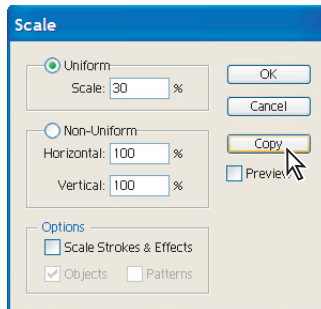 Scale
Uniform
Scale: 30 %
OK
Cancel
Non-Uniform
Horizontal: 100 %
Copy
Preview
Vertical: 100 %
Options
Scale Strokes & Effects
Objects Patterns